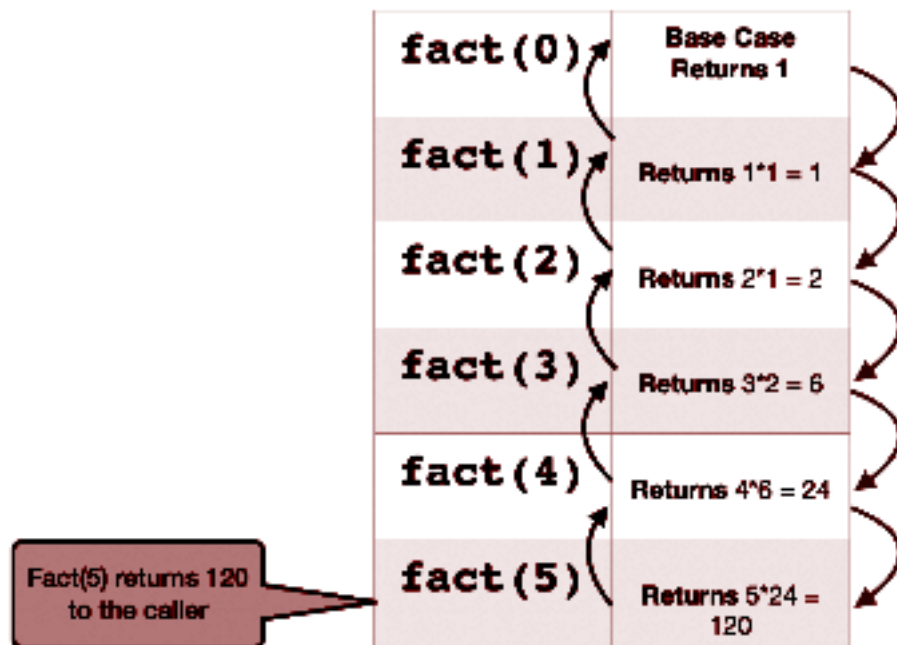 fact(0)
Base Case
Returns 1
fact(1)
Returns 1*1 = 1
fact(2)
Returns 2*1 = 2
fact(3)
Returns 3*2 = 6
fact(4)
Returns 4*6 = 24
fact(5)
Returns 5*24 =
120
Fact(5) returns 120
to the caller